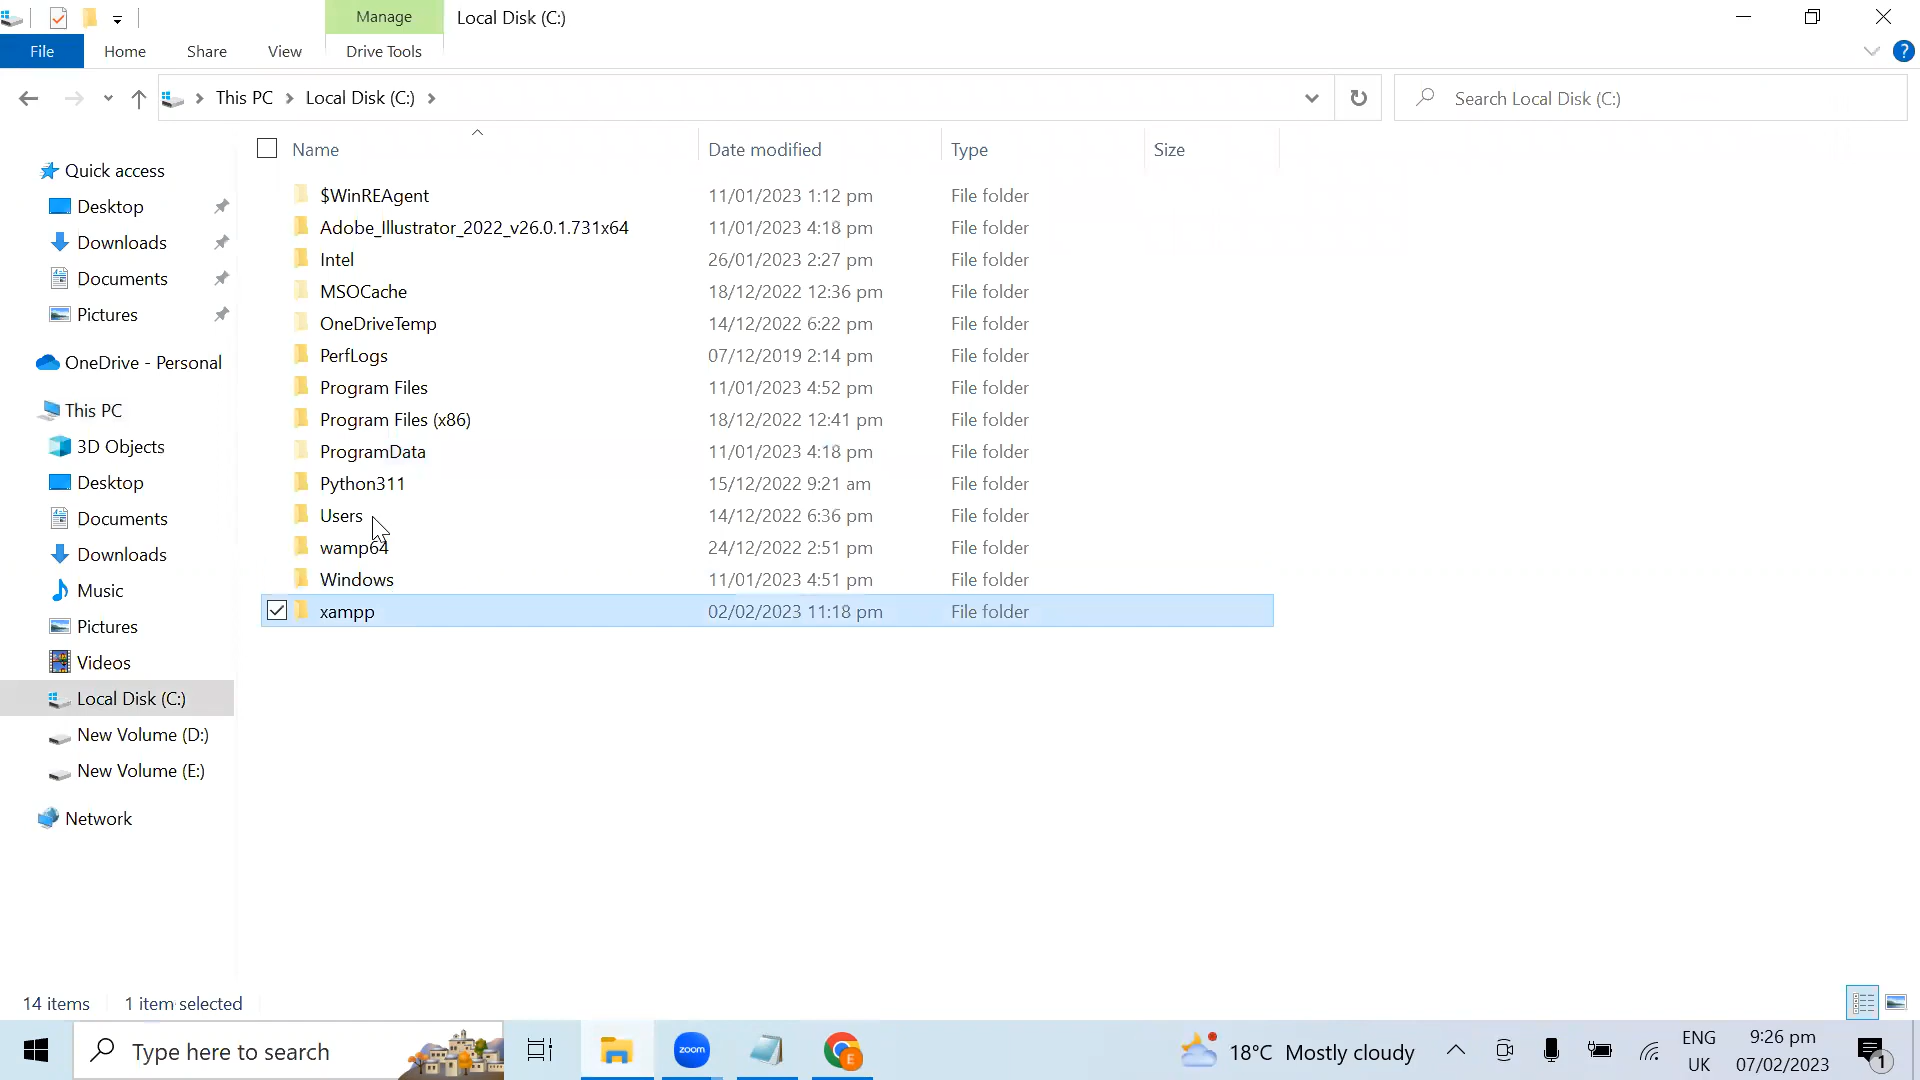 Manage
Local Disk (C:)
File
Home
Share
View
Drive Tools
?
This PC
Local Disk (C:)
Search Local Disk (C:)
Name
Date modified
Type
Size
Quick access
Desktop
Downloads
Documents
Pictures
OneDrive - Personal
This PC
3D Objects
Desktop
Documents
Downloads
Music
Pictures
Videos
Local Disk (C:)
New Volume (D:)
New Volume (E:)
Network
$WinREAgent 11/01/2023 1:12 pm File folder
Adobe_Illustrator_2022_v26.0.1.731x64 11/01/2023 4:18 pm File folder
Intel 26/01/2023 2:27 pm File folder
MSOCache 18/12/2022 12:36 pm File folder
OneDriveTemp 14/12/2022 6:22 pm File folder
PerfLogs 07/12/2019 2:14 pm File folder
Program Files 11/01/2023 4:52 pm File folder
Program Files (x86) 18/12/2022 12:41 pm File folder
ProgramData 11/01/2023 4:18 pm File folder
Python311 15/12/2022 9:21 am File folder
Users 14/12/2022 6:36 pm File folder
wamp64 24/12/2022 2:51 pm File folder
Windows 11/01/2023 4:51 pm File folder
xampp 02/02/2023 11:18 pm File folder
14 items
1 item selected
Type here to search
zoom
E
18°C Mostly cloudy
ENG
UK
9:26 pm
07/02/2023
1